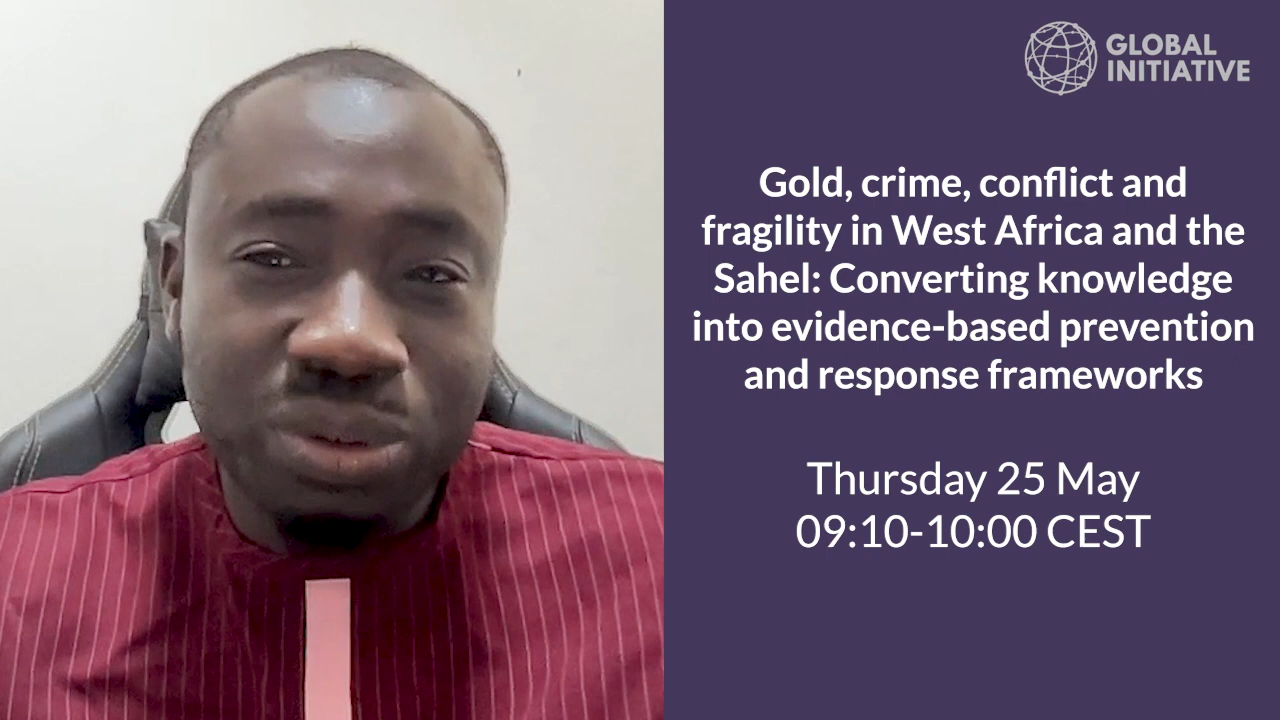 GLOBAL
INITIATIVE
Gold, crime, conflict and
fragility in West Africa and the
Sahel: Converting knowledge
into evidence-based prevention
and response frameworks
Thursday 25 May
09:10-10:00 CEST